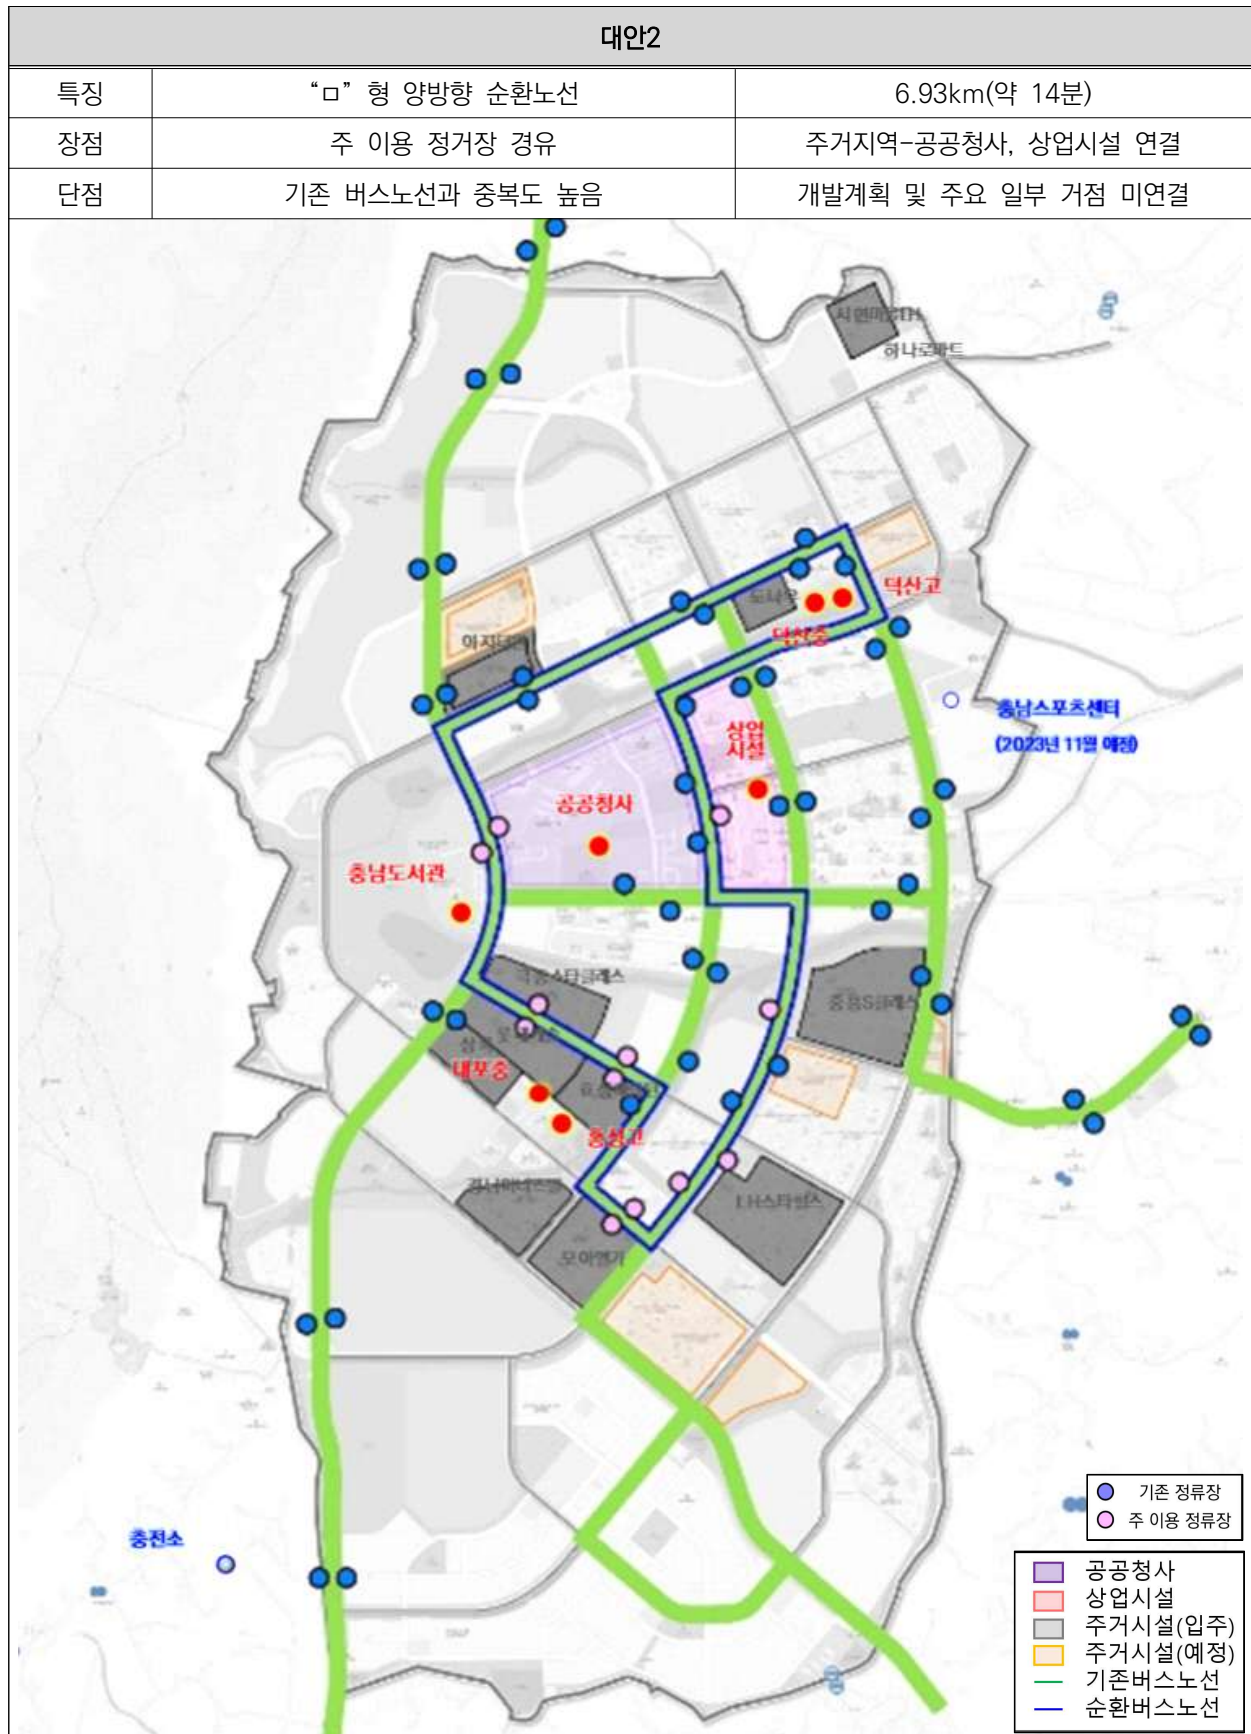 대안2
특징 “ㅁ” 형 양방향 순환노선 6.93km(약 14분)
장점 주 이용 정거장 경유 주거지역-공공청사, 상업시설 연결
단점 기존 버스노선과 중복도 높음 개발계획 및 주요 일부 거점 미연결
하나로마트
덕산고
도나우
덕산중
충남스포츠센터
(2023년 11월 예정)
상업
시설
공공청사
충남도서관
내포중
홍성고
LH스타힐스
모아엘가
충전소
기존 정류장
주 이용 정류장
공공청사
상업시설
주거시설(입주)
주거시설(예정)
기존버스노선
순환버스노선